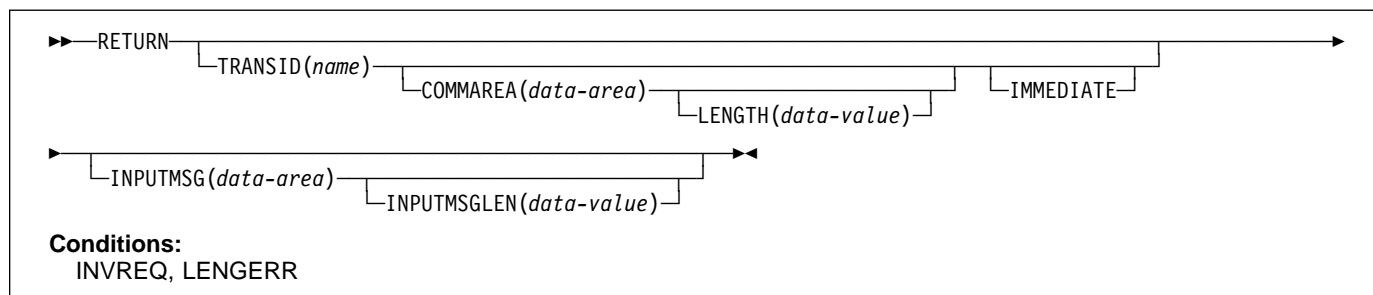 RETURN
TRANSID(name)
COMMAREA(data-area)
IMMEDIATE
LENGTH(data-value)
INPUTMSG(data-area)
INPUTMSGLEN(data-value)
Conditions:
INVREQ, LENGERR